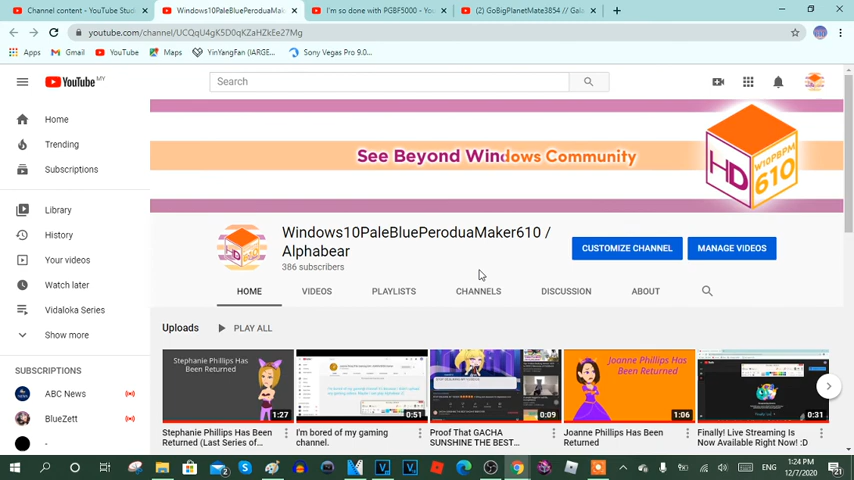 Channel content - YouTube Stud
Windows10PaleBluePeroduaMake
I'm so done with PGBF5000 - You
(2) GoBigPlanetMate3854 // Gala
youtube.com/channel/UCQqU4gK5D0qKZaHZkEe27Mg
Apps
Gmail
YouTube
Maps
YinYangFan (IARGE...
Sony Vegas Pro 9.0...
YouTube MY
Search
Home
Trending
Subscriptions
Library
History
Your videos
Watch later
Vidaloka Series
Show more
SUBSCRIPTIONS
ABC News
BlueZett
-
See Beyond Windows Community
HD
W10PBPM
610
Windows10PaleBluePeroduaMaker610 /
Alphabear
386 subscribers
CUSTOMIZE CHANNEL
MANAGE VIDEOS
HOME
VIDEOS
PLAYLISTS
CHANNELS
DISCUSSION
ABOUT
Uploads
PLAY ALL
Stephanie Phillips Has
Been Returned
1:27
0:51
0:09
Joanne Phillips Has
Been Returned
1:06
0:31
Stephanie Phillips Has Been
Returned (Last Series of...
I'm bored of my gaming
channel.
Proof That GACHA
SUNSHINE THE BEST...
Joanne Phillips Has Been
Returned
Finally! Live Streaming Is
Now Available Right Now! :D
ENG
1:24 PM
12/7/2020
21